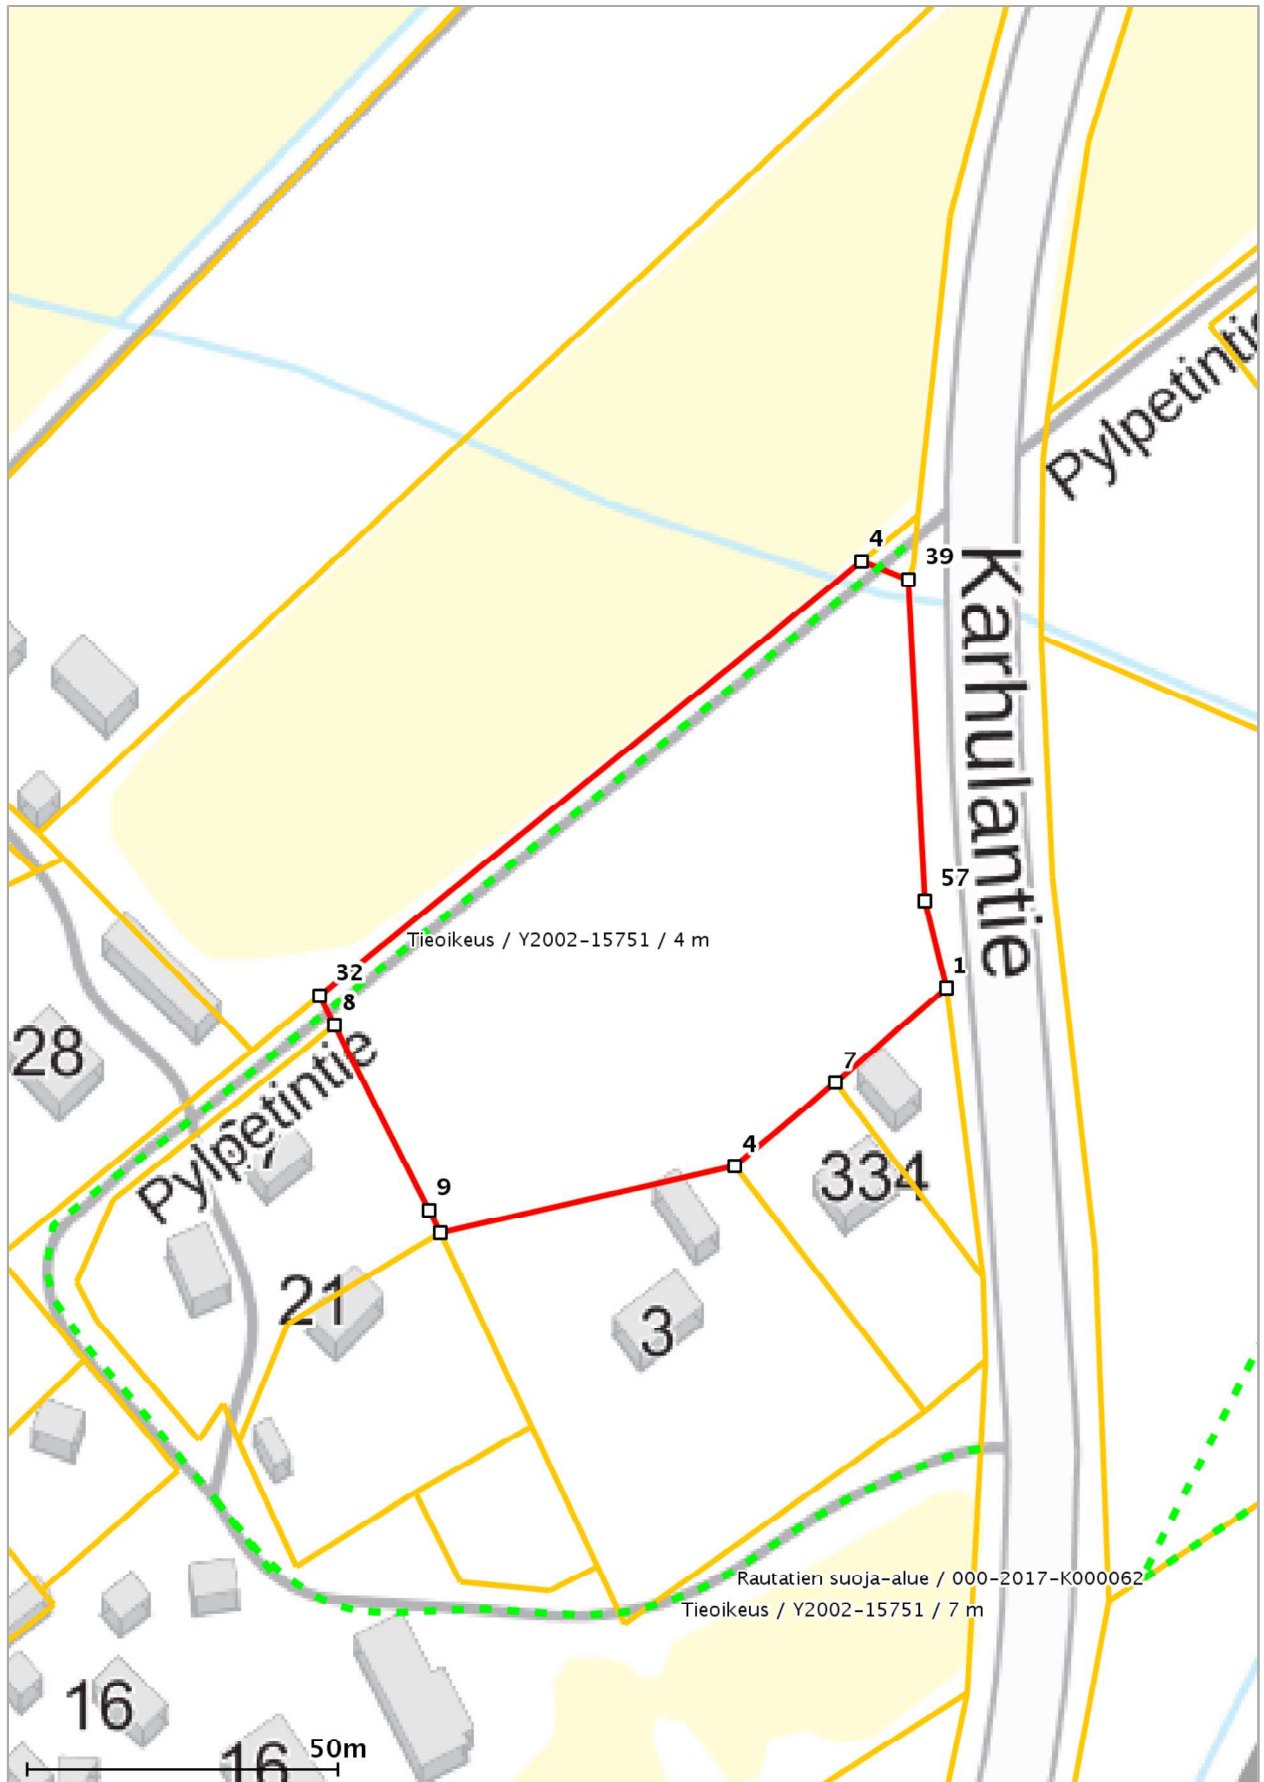 Pylpetintie
4
39
Karhulantie
57
Tieoikeus / Y2002-15751 / 4 m
32
8
1
28
Pylpetintie
7
334
4
9
21
3
Rautatien suoja-alue / 000-2017-K000062
Tieoikeus / Y2002-15751 / 7 m
16
16
50m